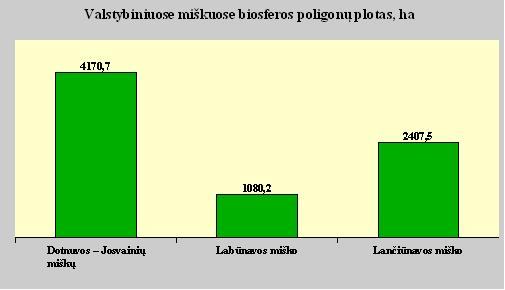 Valstybiniuose miškuose biosferos poligonų plotas, ha
4170,7
1080,2
2407,5
Dotnuvos – Josvainių
miškų
Labūnavos miško
Lančiūnavos miško